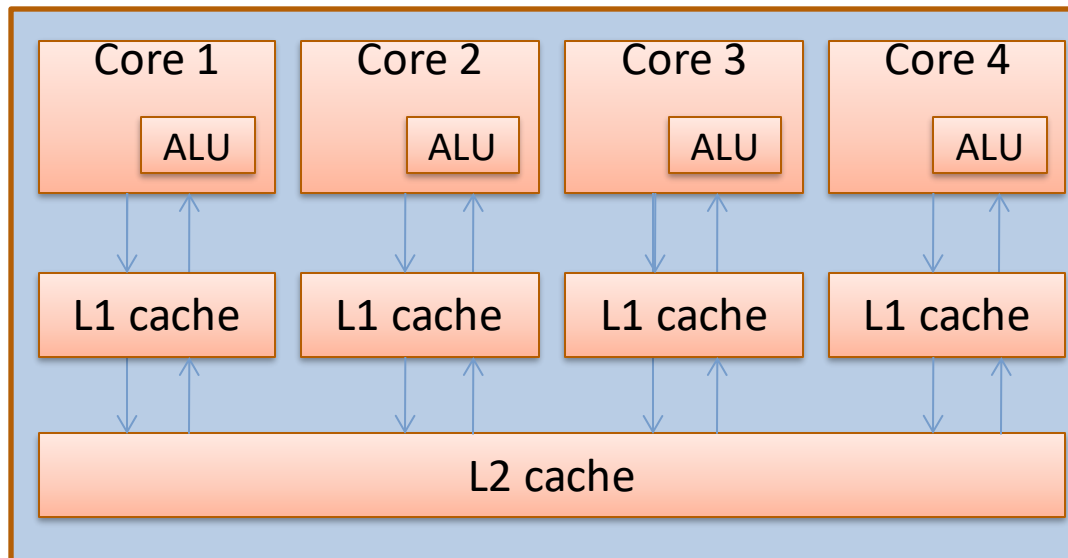 Core 1
Core 2
Core 3
Core 4
ALU
ALU
ALU
ALU
L1 cache
L1 cache
L1 cache
L1 cache
L2 cache